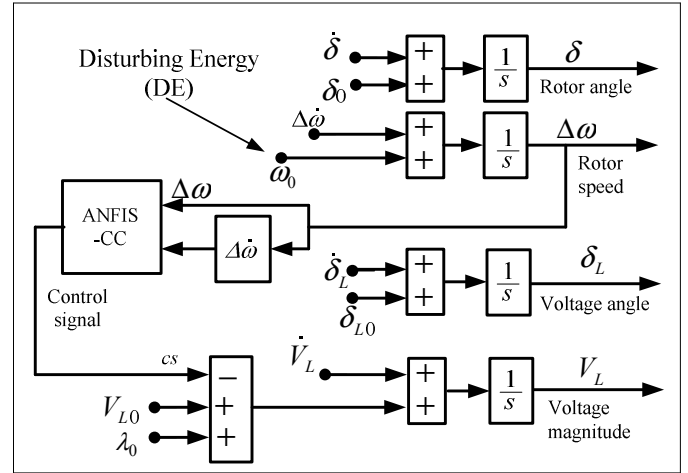 δ̇
δ0
+
+
1/s
δ
Rotor angle
Disturbing Energy
(DE)
Δω̇
ω0
+
+
1/s
Δω
Rotor
speed
ANFIS
-CC
Δω
Δω̇
Control
signal
δ̇L
δL0
+
+
1/s
δL
Voltage angle
cs
VL0
λ0
−
+
+
V̇L
+
+
1/s
VL
Voltage
magnitude